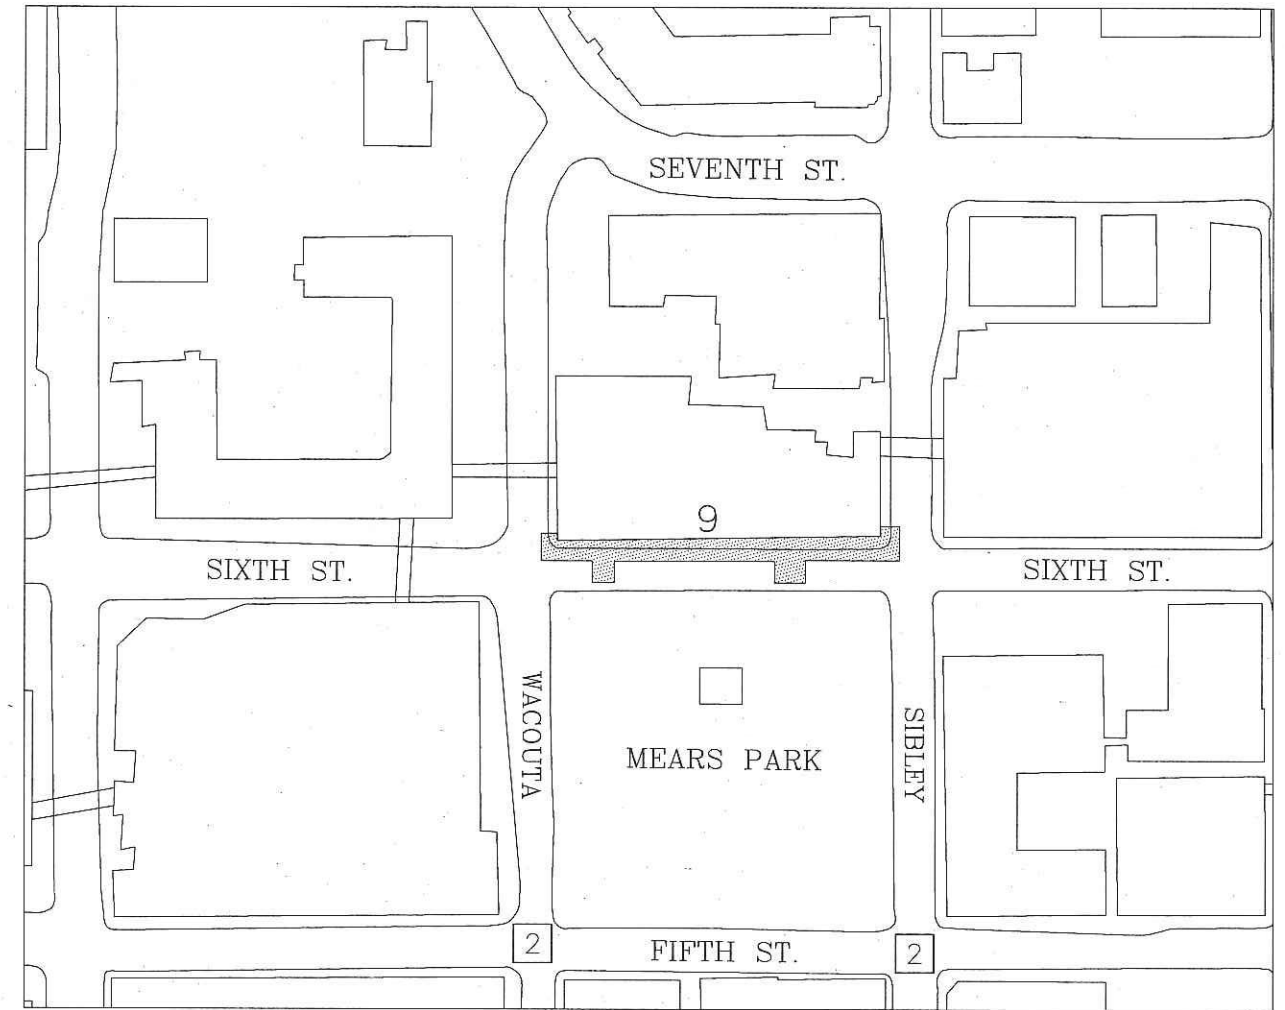 SEVENTH ST.
9
SIXTH ST.
SIXTH ST.
WACOUTA
MEARS PARK
SIBLEY
2
FIFTH ST.
2